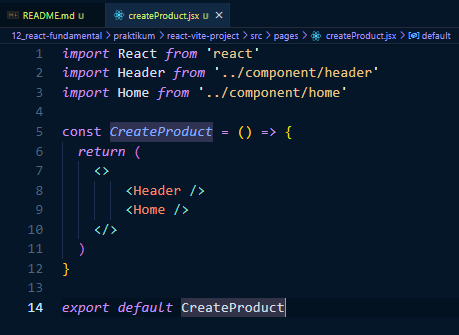 README.md U createProduct.jsx U ×
12_react-fundamental > praktikum > react-vite-project > src > pages > createProduct.jsx > default
1 import React from 'react'
2 import Header from '../component/header'
3 import Home from '../component/home'
4
5 const CreateProduct = () => {
6 return (
7 <>
8 <Header />
9 <Home />
10 </>
11 )
12 }
13
14 export default CreateProduct